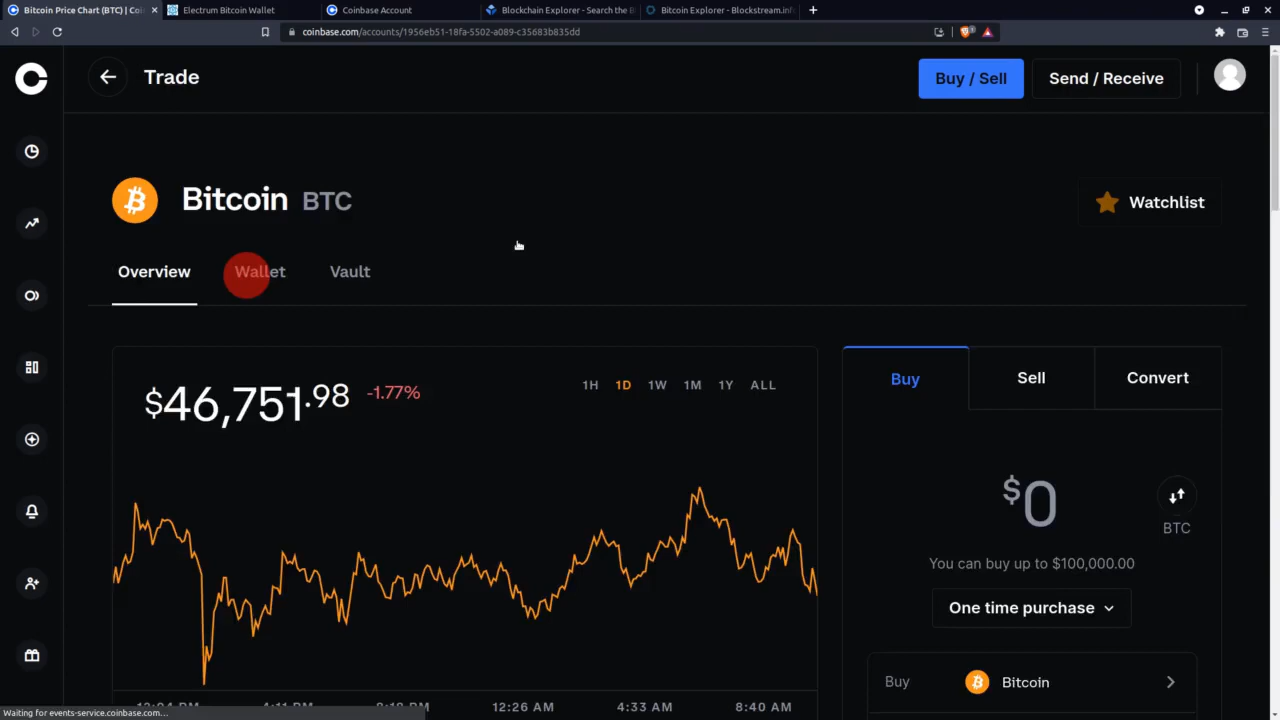 Bitcoin Price Chart (BTC) | Coi
Electrum Bitcoin Wallet
Coinbase Account
Blockchain Explorer - Search the B
Bitcoin Explorer - Blockstream.inf
coinbase.com/accounts/1956eb51-18fa-5502-a089-c35683b835dd
Trade
Buy / Sell
Send / Receive
Bitcoin BTC
Watchlist
Overview
Wallet
Vault
$46,751.98 -1.77%
1H 1D 1W 1M 1Y ALL
Buy
Sell
Convert
$0
BTC
You can buy up to $100,000.00
One time purchase
Buy
Bitcoin
12:26 AM
4:33 AM
8:40 AM
Waiting for events-service.coinbase.com...